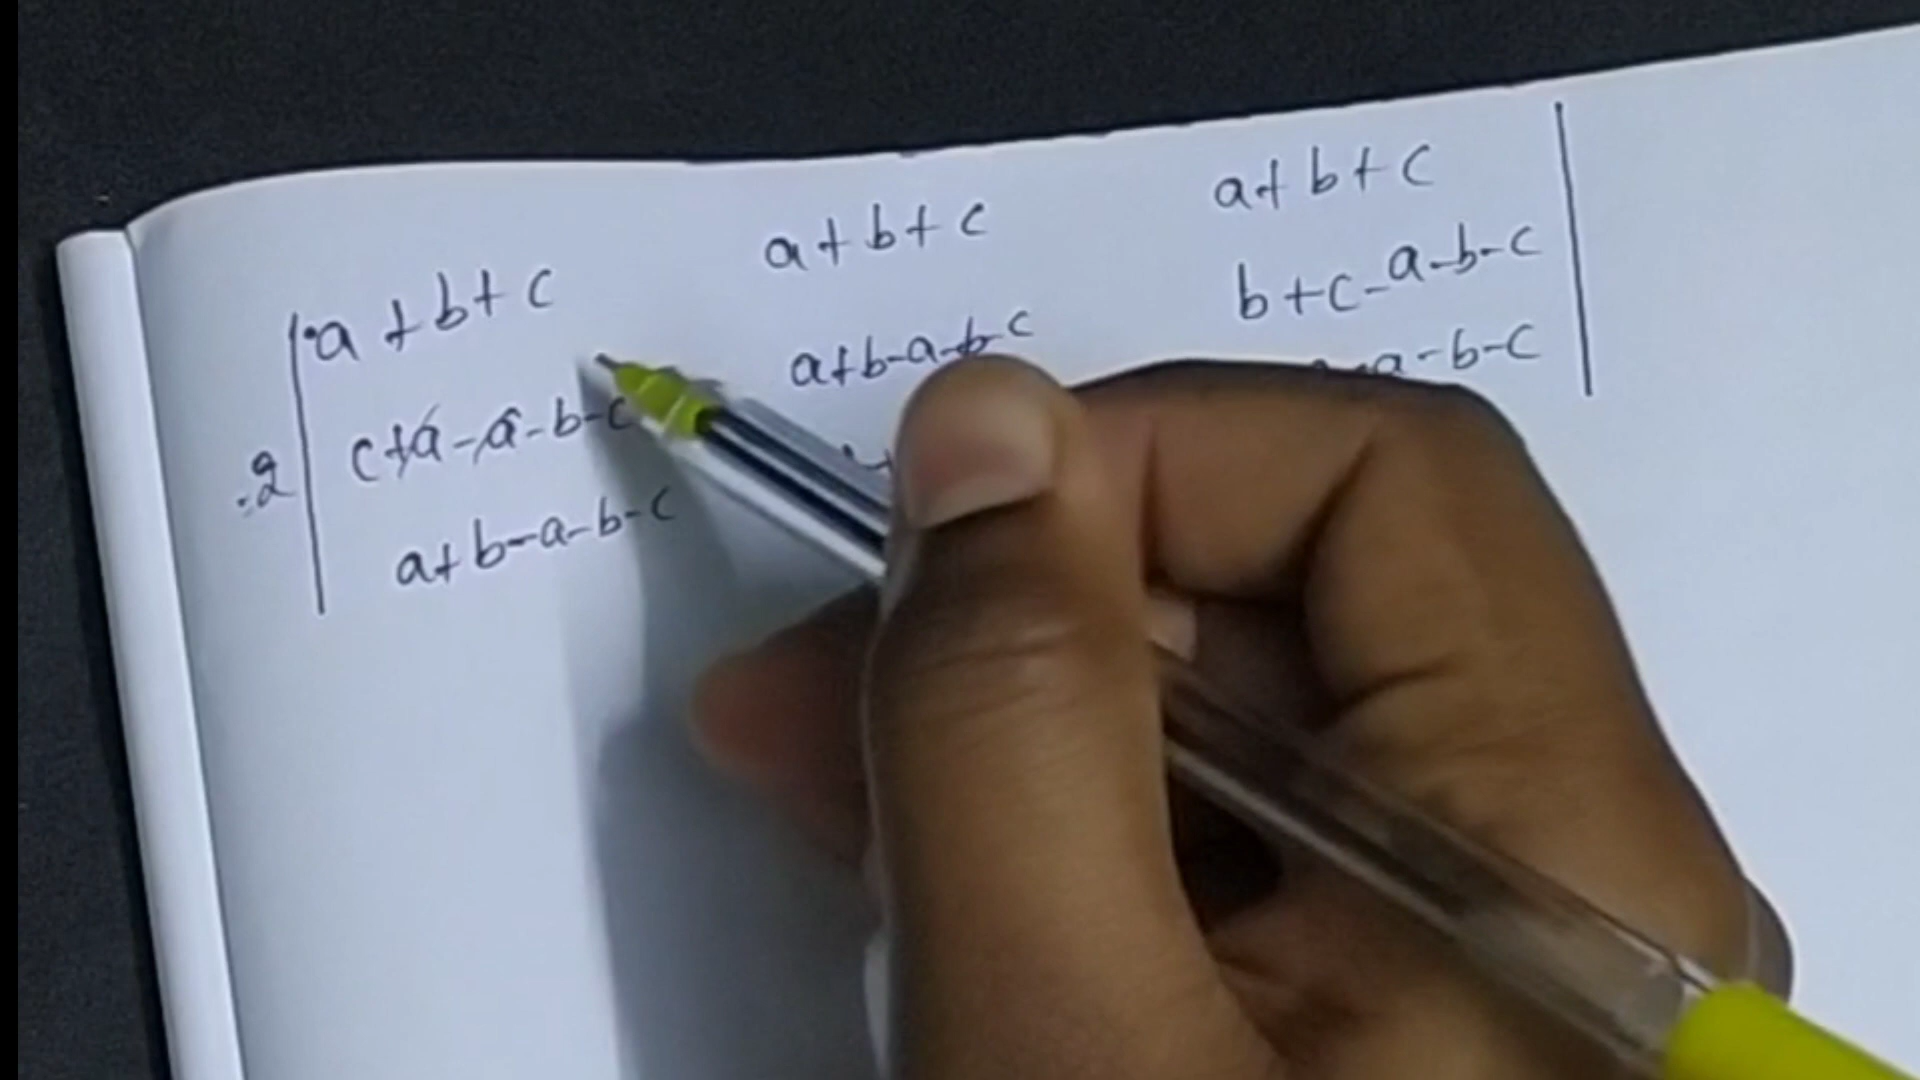 a + b + c a + b + c a + b + c
2 c + a - a - b - c a + b - a - b - c b + c - a - b - c
a + b - a - b - c - a - b - c